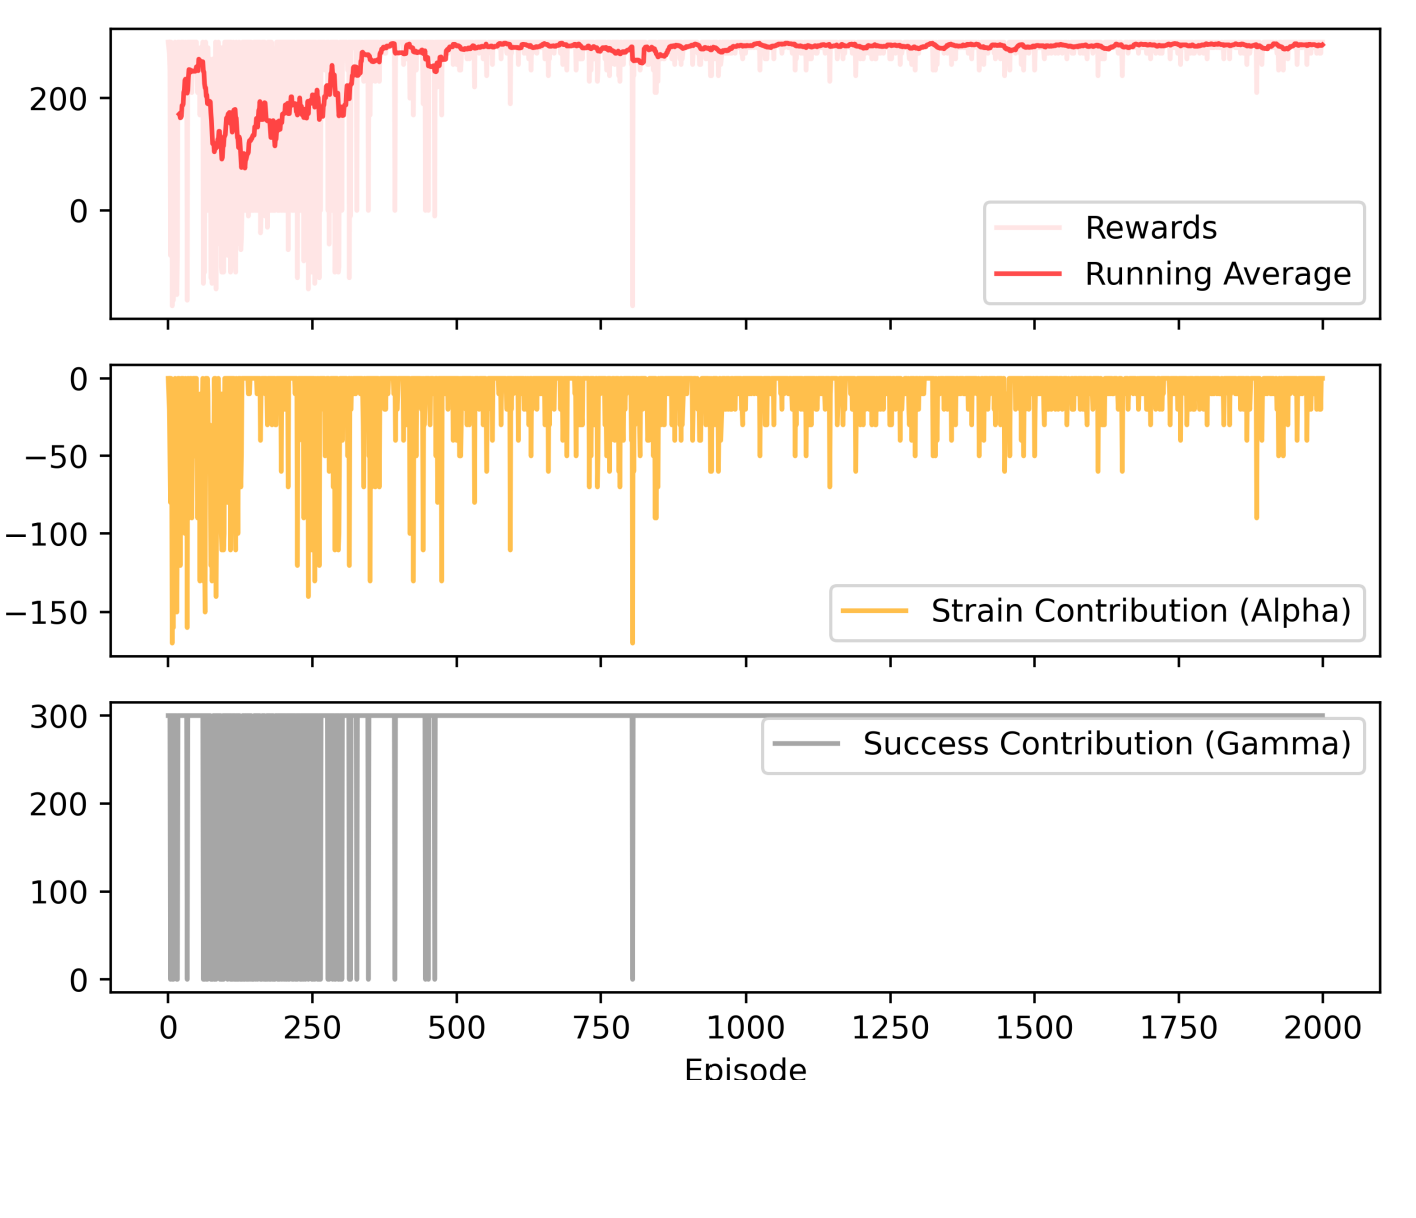 200
0
Rewards
Running Average
0
−50
−100
−150
Strain Contribution (Alpha)
300
200
100
0
Success Contribution (Gamma)
0 250 500 750 1000 1250 1500 1750 2000
Episode